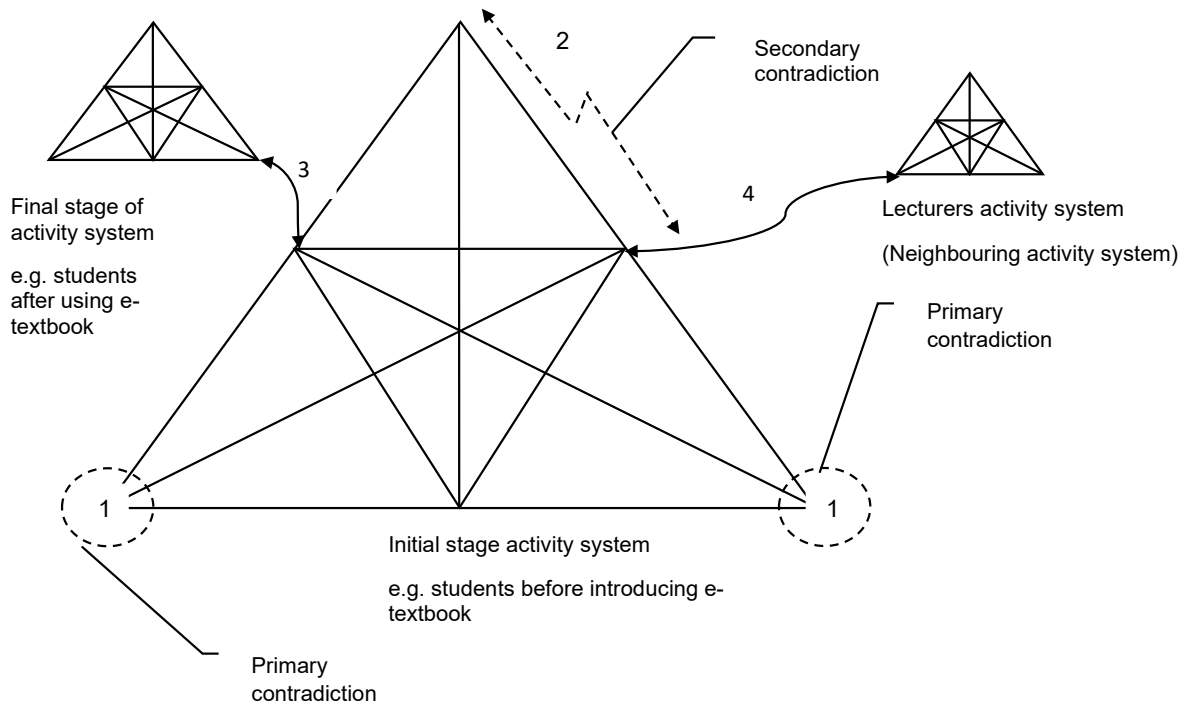 2
Secondary
contradiction
3
4
Final stage of
activity system
e.g. students
after using e-
textbook
Lecturers activity system
(Neighbouring activity system)
Primary
contradiction
1
1
Initial stage activity system
e.g. students before introducing e-
textbook
Primary
contradiction